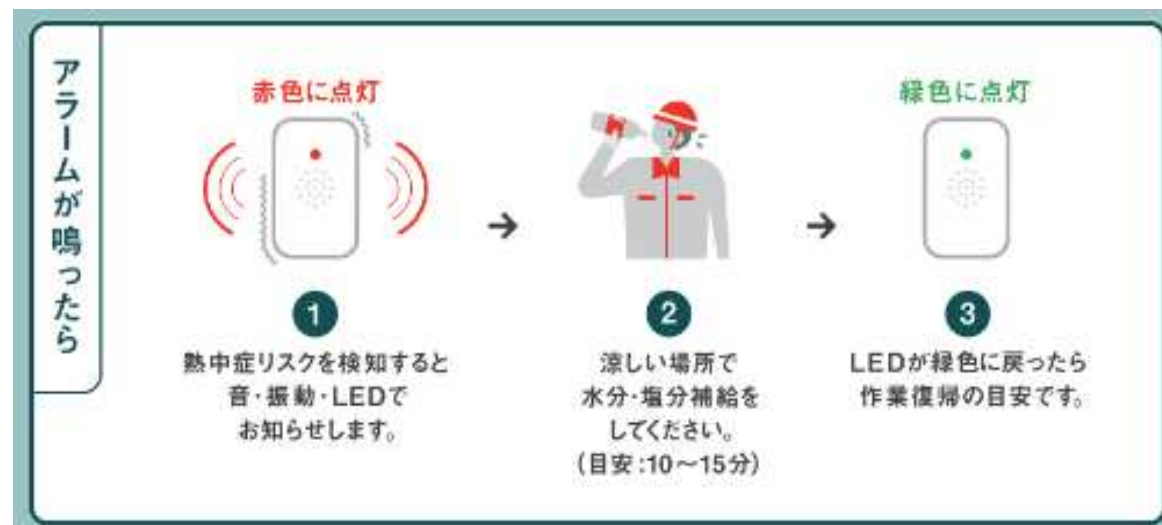 アラームが鳴ったら
赤色に点灯
1
熱中症リスクを検知すると
音・振動・LEDで
お知らせします。
→
2
涼しい場所で
水分・塩分補給を
してください。
(目安:10〜15分)
→
緑色に点灯
3
LEDが緑色に戻ったら
作業復帰の目安です。